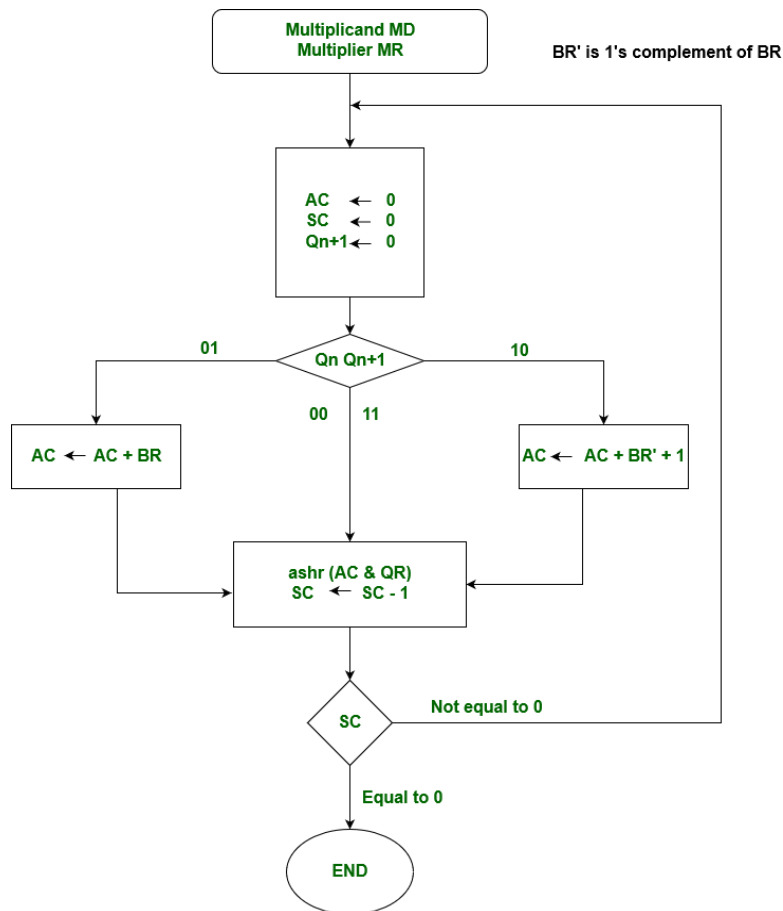 Multiplicand MD
Multiplier MR
BR' is 1's complement of BR
AC ← 0
SC ← 0
Qn+1 ← 0
Qn Qn+1
01
10
00
11
AC ← AC + BR
AC ← AC + BR' + 1
ashr (AC & QR)
SC ← SC - 1
SC
Not equal to 0
Equal to 0
END